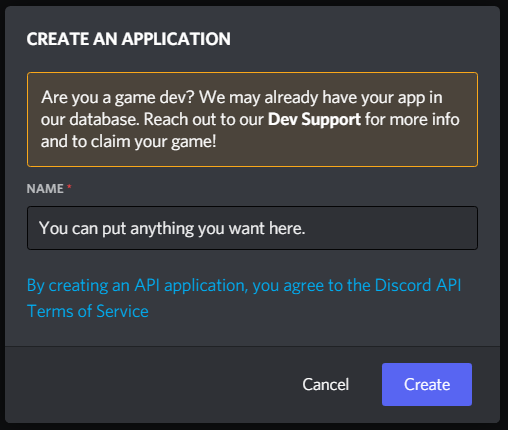 CREATE AN APPLICATION
Are you a game dev? We may already have your app in
our database. Reach out to our Dev Support for more info
and to claim your game!
NAME *
You can put anything you want here.
By creating an API application, you agree to the Discord API
Terms of Service
Cancel
Create